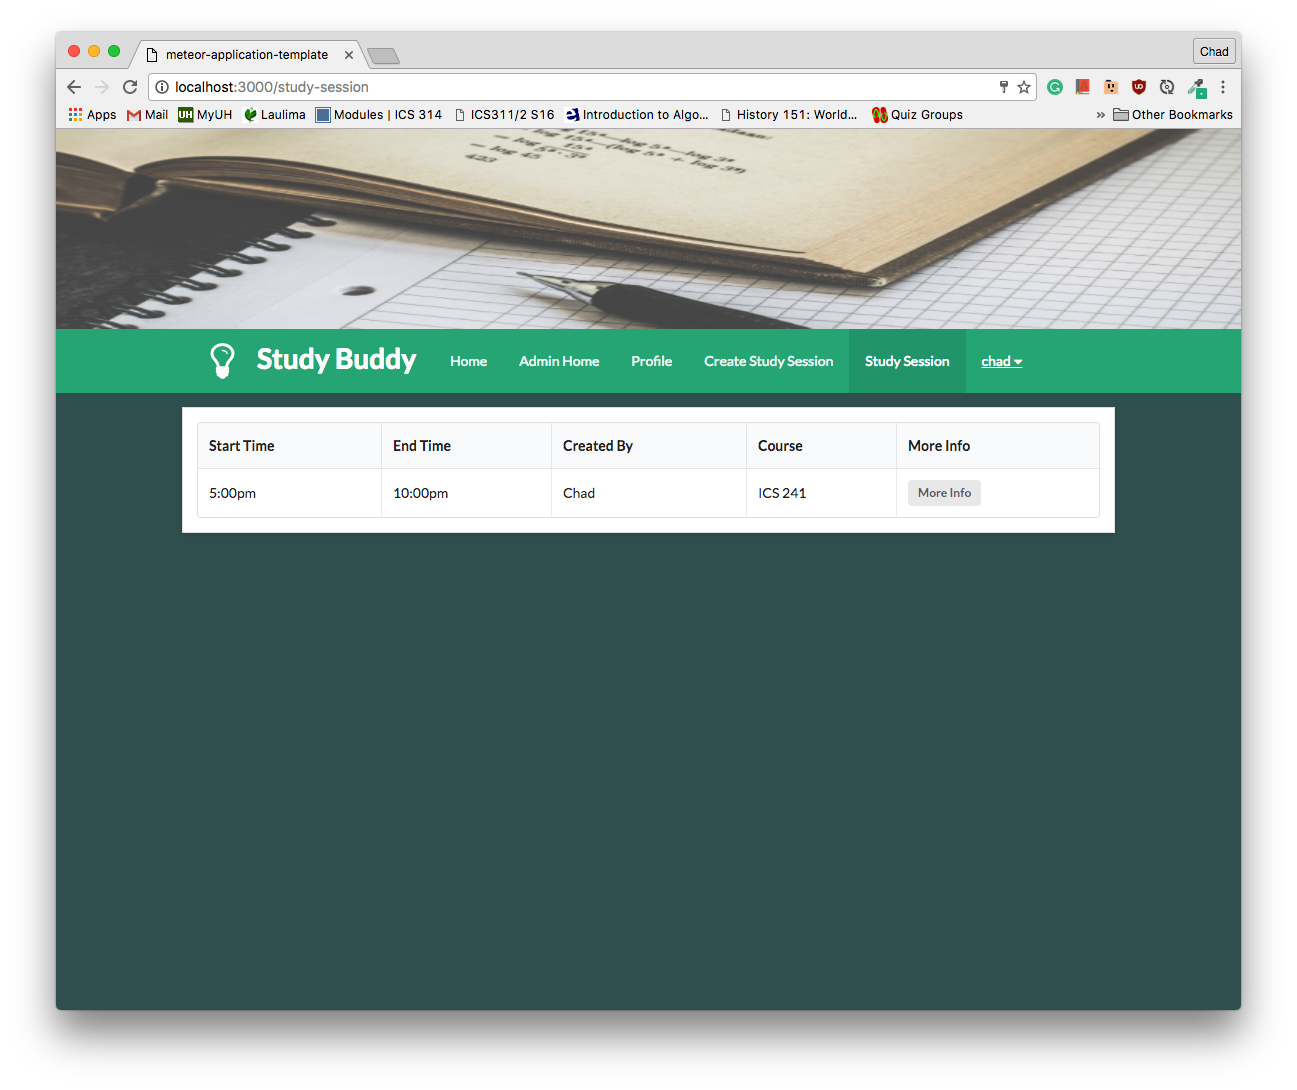 meteor-application-template
Chad
localhost:3000/study-session
Apps Mail MyUH Laulima Modules | ICS 314 ICS311/2 S16 Introduction to Algo... History 151: World... Quiz Groups » Other Bookmarks
423
Study Buddy Home Admin Home Profile Create Study Session Study Session chad
Start Time End Time Created By Course More Info
5:00pm 10:00pm Chad ICS 241 More Info